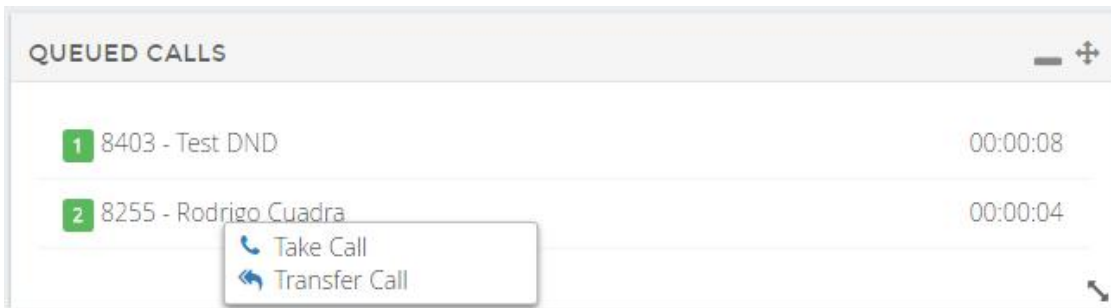 QUEUED CALLS
1 8403 - Test DND 00:00:08
2 8255 - Rodrigo Cuadra 00:00:04
Take Call
Transfer Call